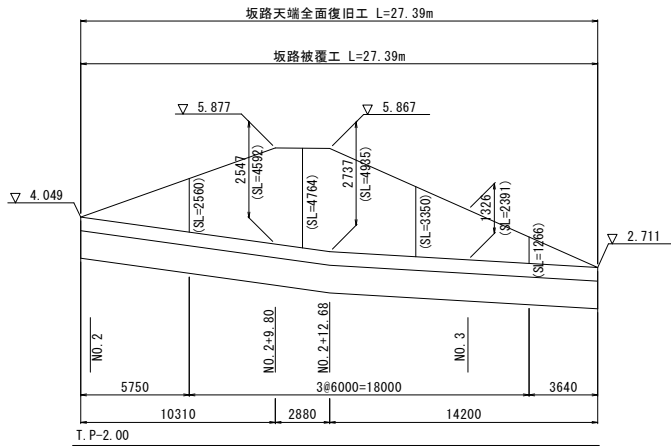 坂路天端全面復旧工 L=27.39m
坂路被覆工 L=27.39m
5.877
5.867
2547
(SL=4592)
2737
(SL=4935)
4.049
(SL=2560)
(SL=4764)
(SL=3350)
1326
(SL=2391)
(SL=1266)
2.711
NO.2
NO.2+9.80
NO.2+12.68
NO.3
5750
3@6000=18000
3640
10310
2880
14200
T.P-2.00